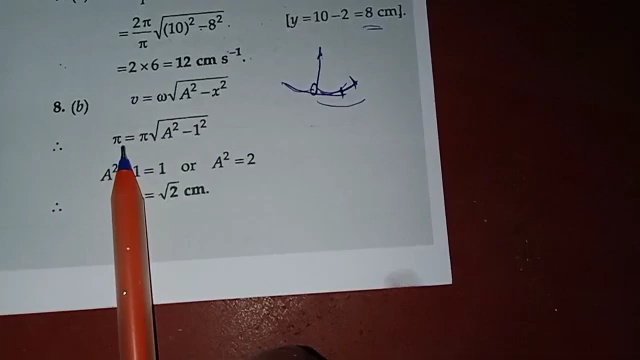 = 2π/π √((10)² − 8²) [y = 10 − 2 = 8 cm].
∴ = 2 × 6 = 12 cm s⁻¹.
8. (b) v = ω√(A² − x²)
∴ π = π√(A² − 1²)
A² 1 = 1 or A² = 2
∴ = √2 cm.